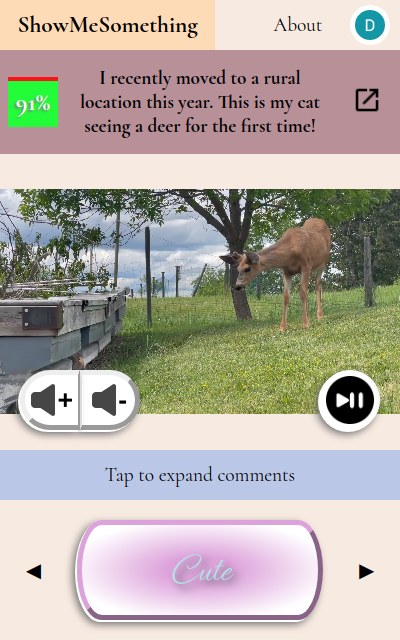 ShowMeSomething
About
D
91%
I recently moved to a rural
location this year. This is my cat
seeing a deer for the first time!
+
-
Tap to expand comments
Cute